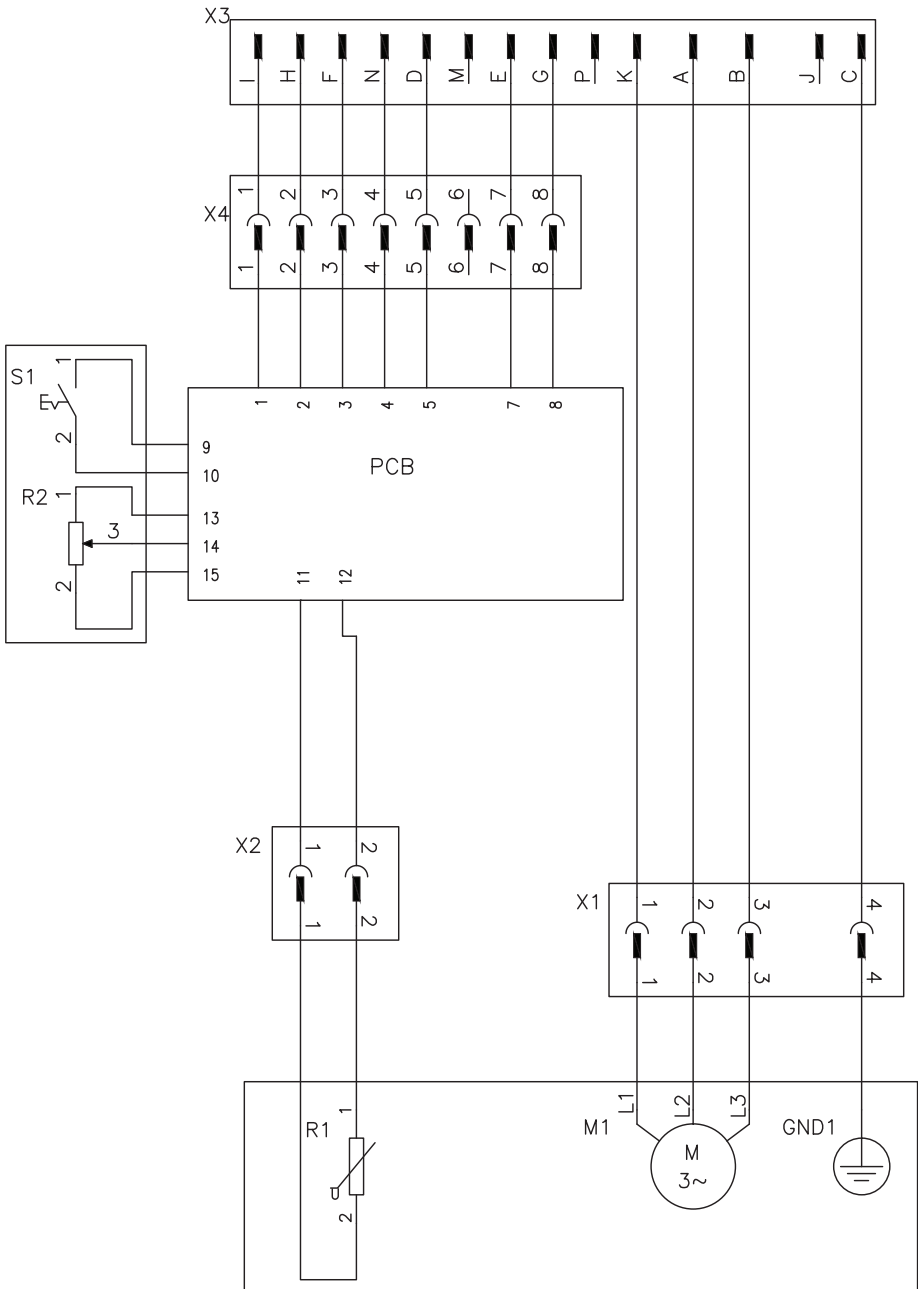 X3
I H F N D M E G P K A B J C
1 2 3 4 5 6 7 8
X4
1 2 3 4 5 6 7 8
1
S1
2
1 2 3 4 5 7 8
9
10
PCB
R2
1
3
2
13
14
15
11 12
X2
1 2
1 2
X1
1 2 3 4
1 2 3 4
R1
1
2
M1
L1 L2 L3
M
3~
GND1